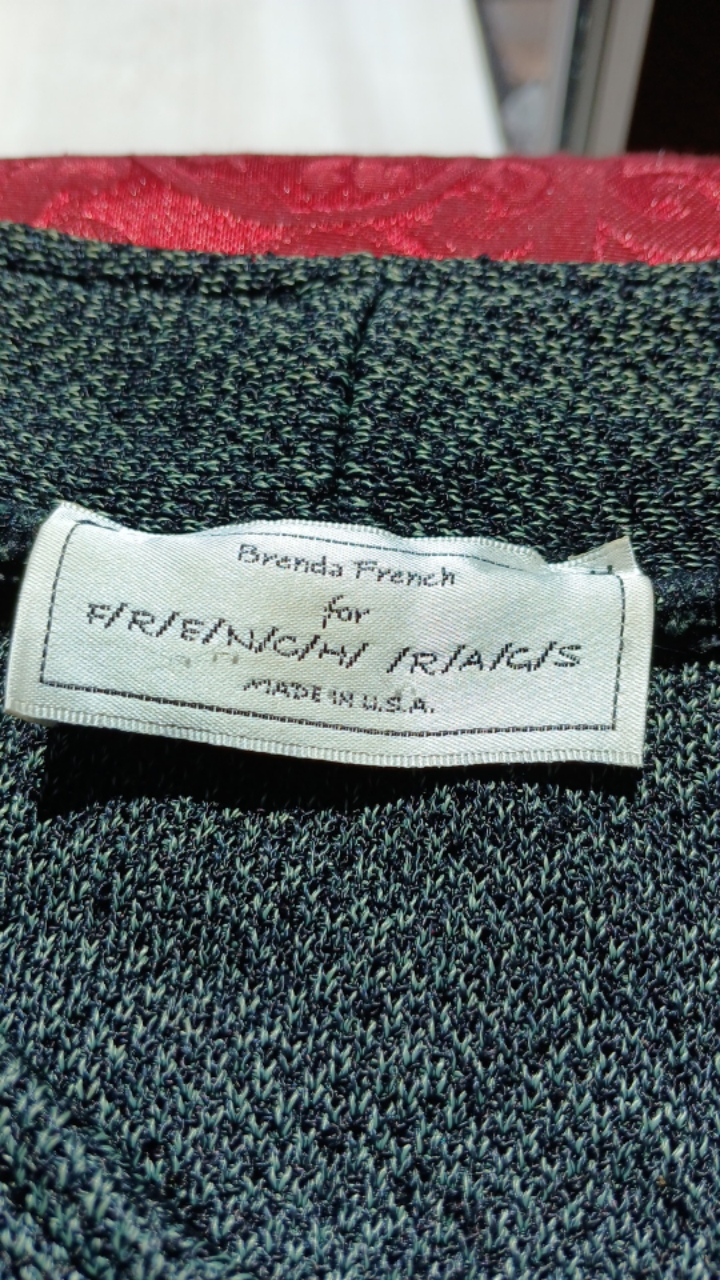 Brenda French
for
F/R/E/N/C/H/ /R/A/G/S
MADE IN U.S.A.